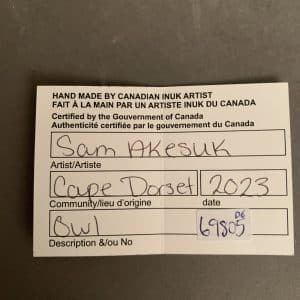 HAND MADE BY CANADIAN INUK ARTIST
FAIT À LA MAIN PAR UN ARTISTE INUK DU CANADA
Certified by the Gouvernment of Canada
Authenticité certifiée par le gouvernement du Canada
Sam AKesuk
Artist/Artiste
Cape Dorset 2023
Community/lieu d'origine date
Owl 69805 D6
Description &/ou No